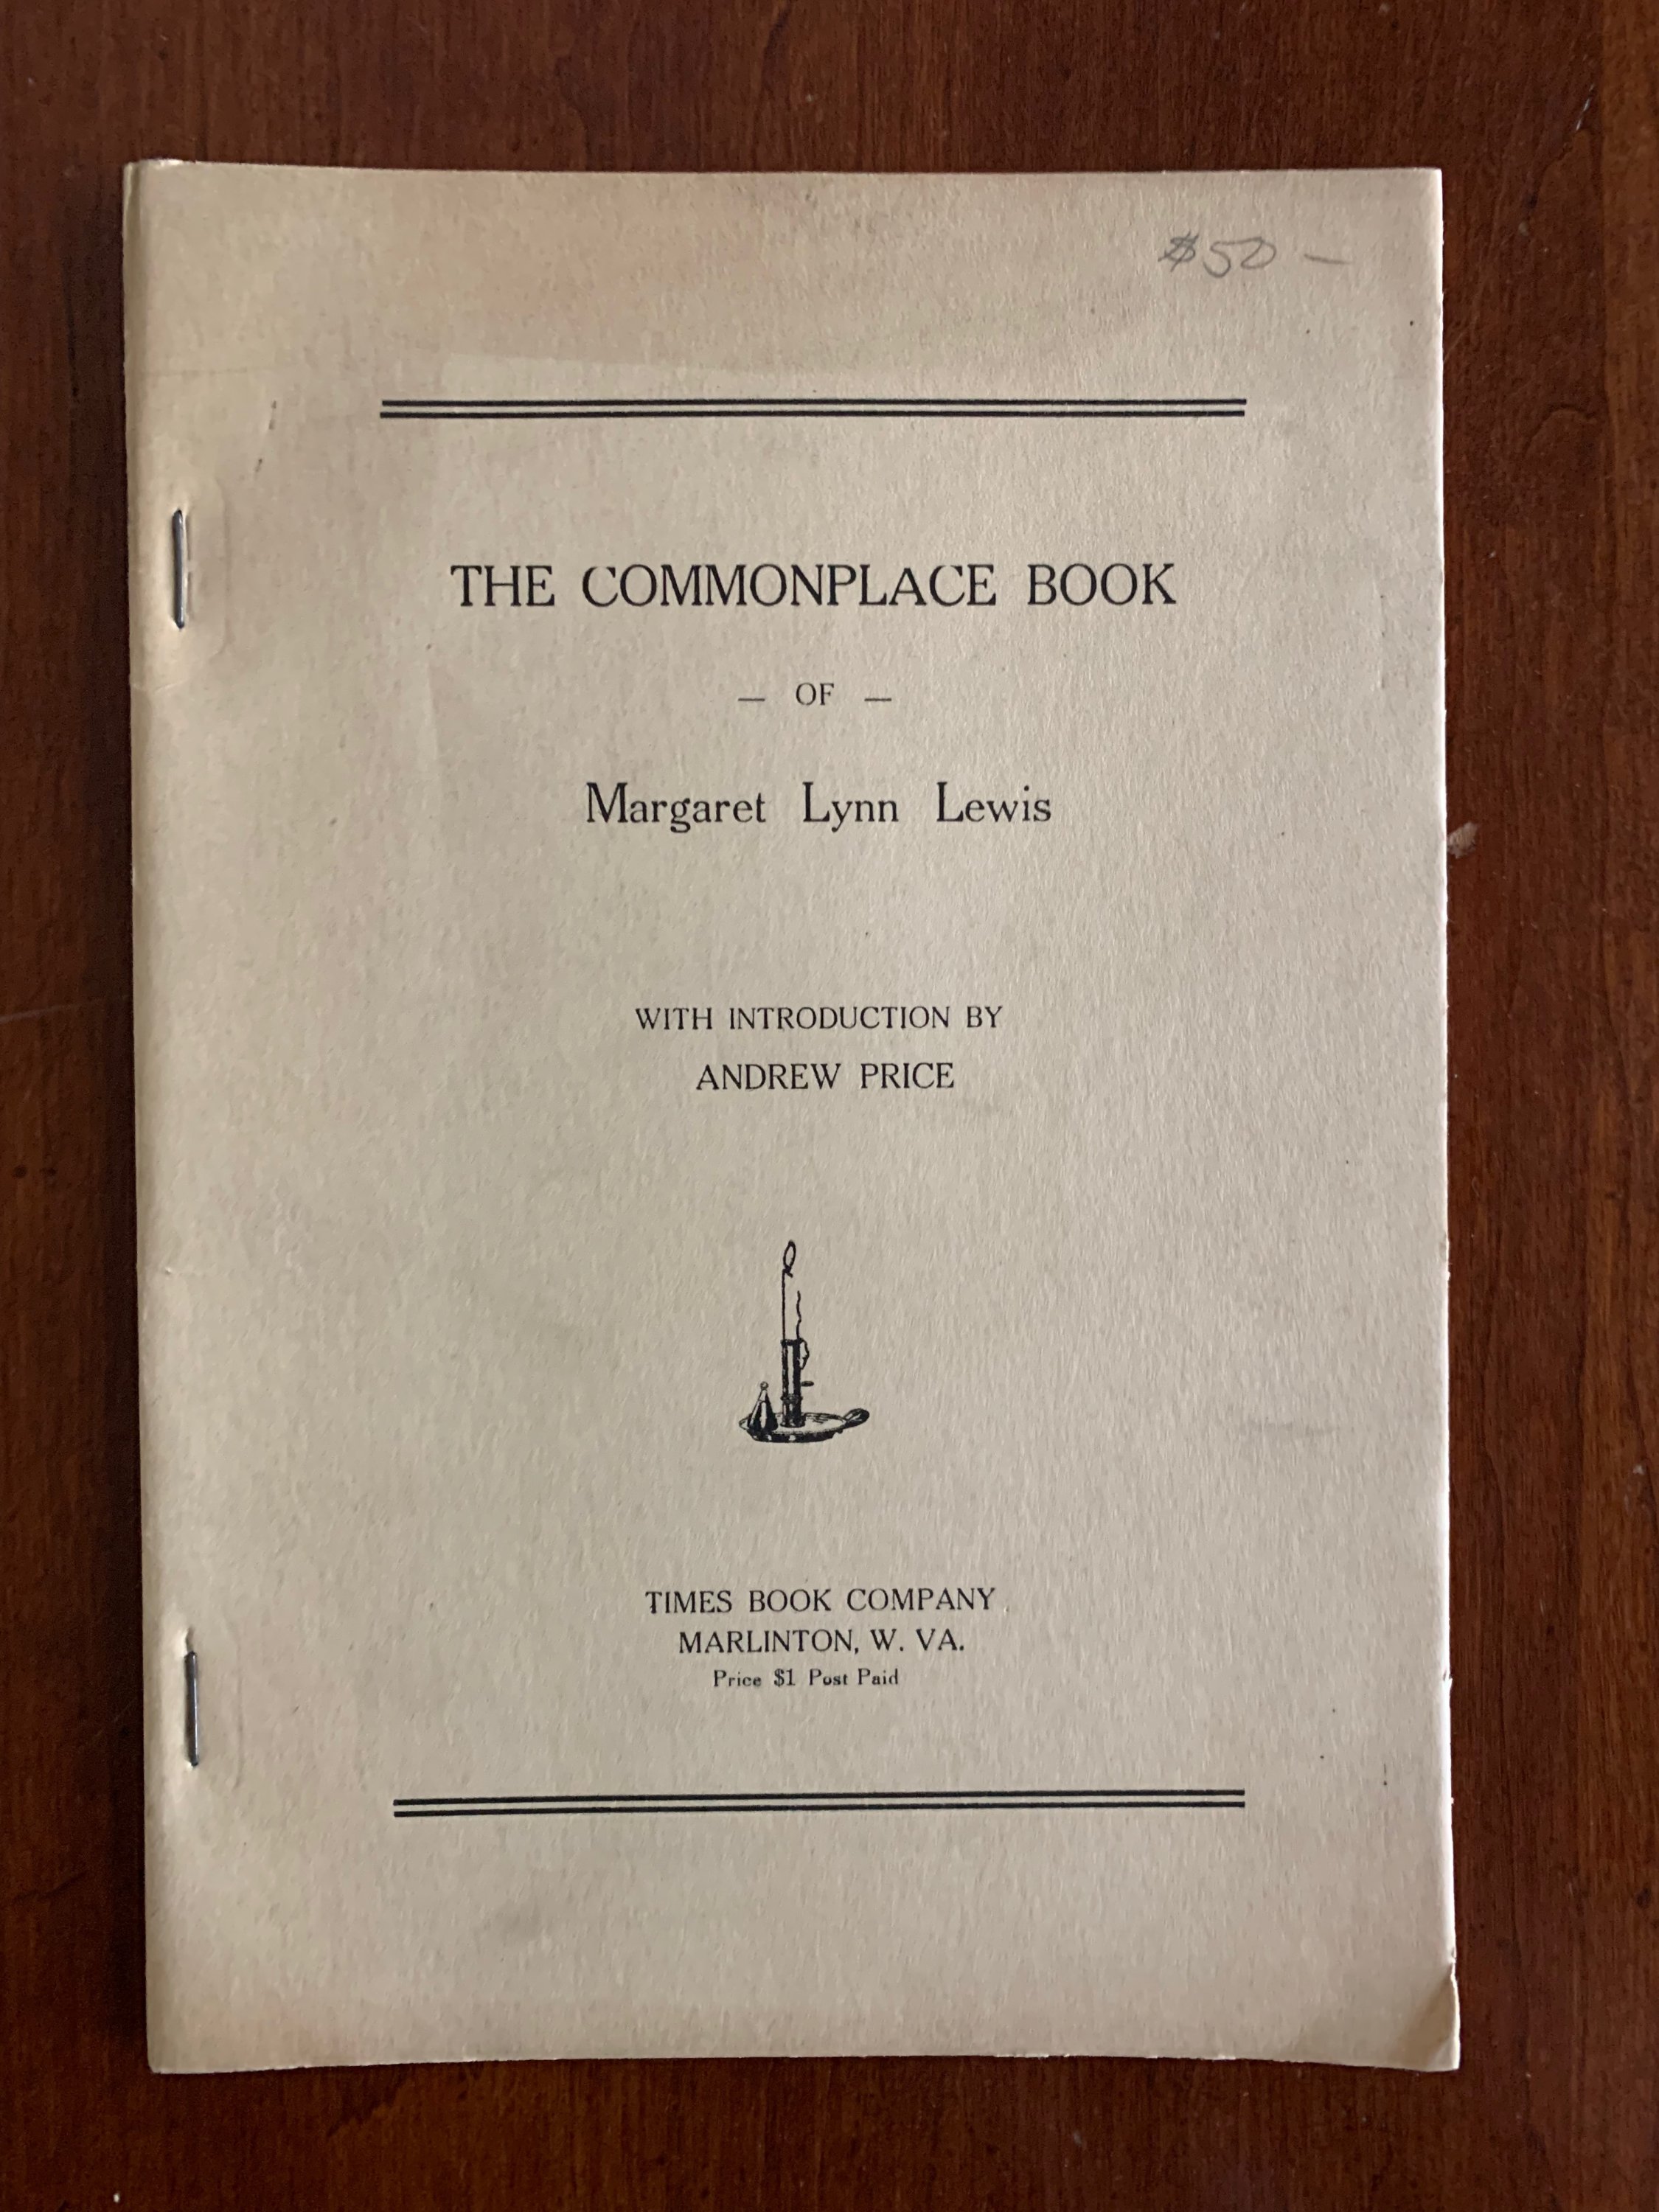 $50 —
THE COMMONPLACE BOOK
— OF —
Margaret Lynn Lewis
WITH INTRODUCTION BY
ANDREW PRICE
TIMES BOOK COMPANY
MARLINTON, W. VA.
Price $1 Post Paid